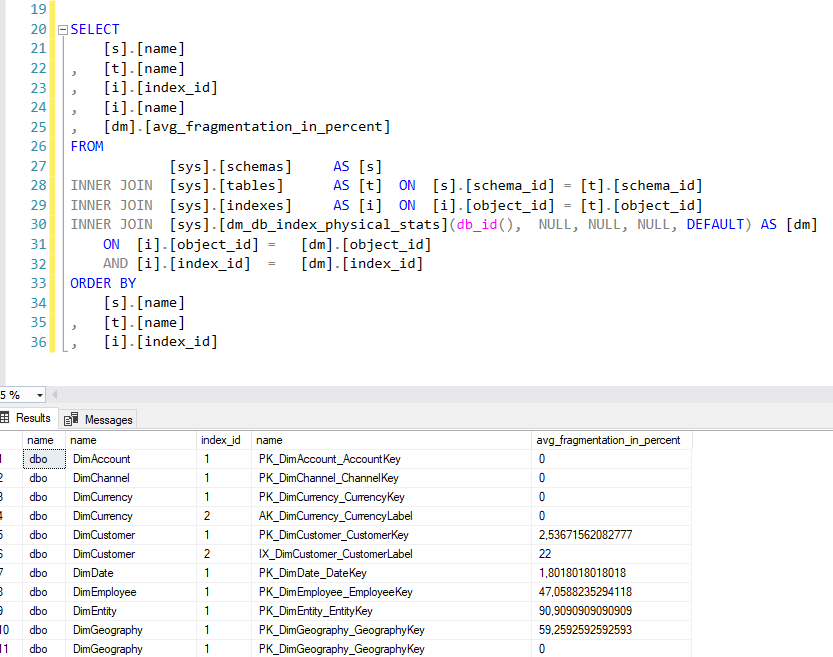 19
20 SELECT
21 [s].[name]
22 , [t].[name]
23 , [i].[index_id]
24 , [i].[name]
25 , [dm].[avg_fragmentation_in_percent]
26 FROM
27 [sys].[schemas] AS [s]
28 INNER JOIN [sys].[tables] AS [t] ON [s].[schema_id] = [t].[schema_id]
29 INNER JOIN [sys].[indexes] AS [i] ON [i].[object_id] = [t].[object_id]
30 INNER JOIN [sys].[dm_db_index_physical_stats](db_id(), NULL, NULL, NULL, DEFAULT) AS [dm]
31 ON [i].[object_id] = [dm].[object_id]
32 AND [i].[index_id] = [dm].[index_id]
33 ORDER BY
34 [s].[name]
35 , [t].[name]
36 , [i].[index_id]
5 %
Results Messages
name name index_id name avg_fragmentation_in_percent
1 dbo DimAccount 1 PK_DimAccount_AccountKey 0
2 dbo DimChannel 1 PK_DimChannel_ChannelKey 0
3 dbo DimCurrency 1 PK_DimCurrency_CurrencyKey 0
4 dbo DimCurrency 2 AK_DimCurrency_CurrencyLabel 0
5 dbo DimCustomer 1 PK_DimCustomer_CustomerKey 2,53671562082777
6 dbo DimCustomer 2 IX_DimCustomer_CustomerLabel 22
7 dbo DimDate 1 PK_DimDate_DateKey 1,8018018018018
8 dbo DimEmployee 1 PK_DimEmployee_EmployeeKey 47,0588235294118
9 dbo DimEntity 1 PK_DimEntity_EntityKey 90,9090909090909
10 dbo DimGeography 1 PK_DimGeography_GeographyKey 59,2592592592593
11 dbo DimGeography 1 PK_DimGeography_GeographyKey 0